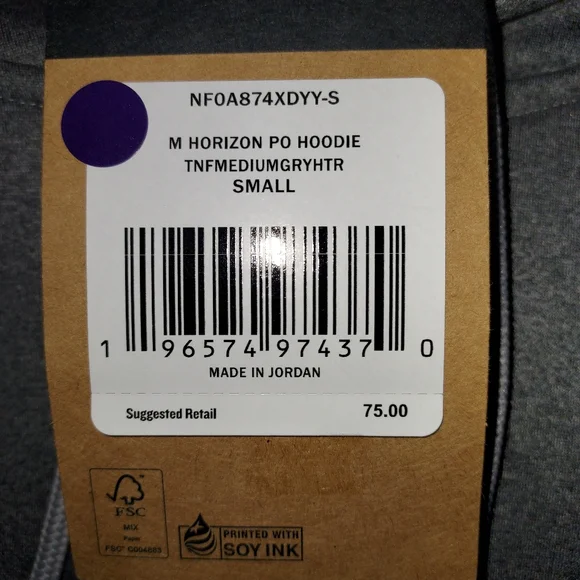 NF0A874XDYY-S
M HORIZON PO HOODIE
TNFMEDIUMGRYHTR
SMALL
1 96574 97437 0
MADE IN JORDAN
Suggested Retail 75.00
FSC
MIX
Paper
PRINTED WITH
SOY INK